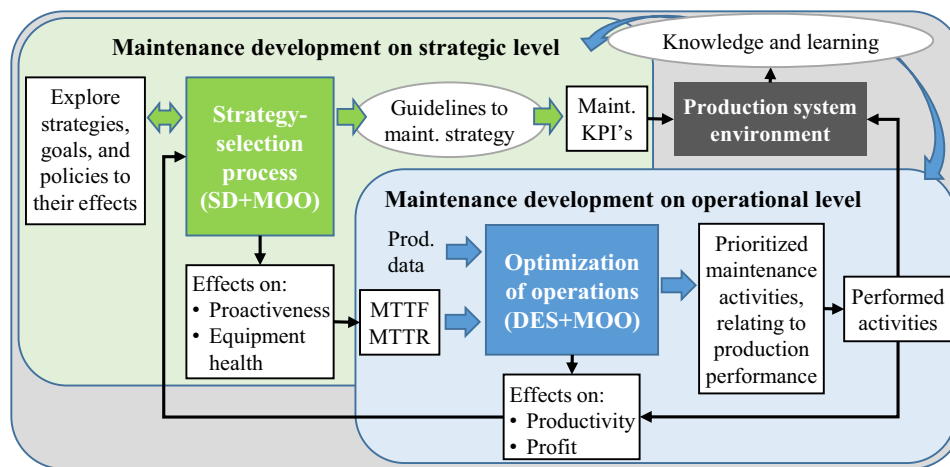 Maintenance development on strategic level
Knowledge and learning
Explore
strategies,
goals, and
policies to
their effects
Strategy-
selection
process
(SD+MOO)
Guidelines to
maint. strategy
Maint.
KPI's
Production system
environment
Maintenance development on operational level
Effects on:
• Proactiveness
• Equipment
health
Prod.
data
MTTF
MTTR
Optimization
of operations
(DES+MOO)
Prioritized
maintenance
activities,
relating to
production
performance
Performed
activities
Effects on:
• Productivity
• Profit